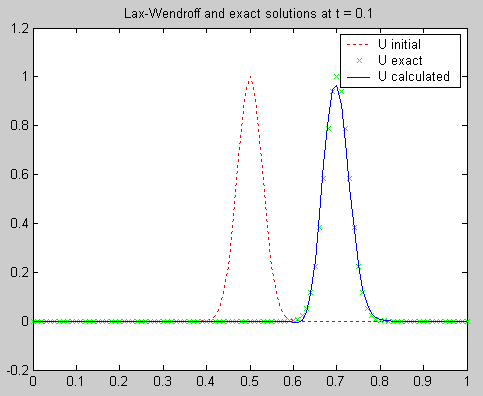 Lax-Wendroff and exact solutions at t = 0.1
U initial
U exact
U calculated
1.2
1
0.8
0.6
0.4
0.2
0
-0.2
0 0.1 0.2 0.3 0.4 0.5 0.6 0.7 0.8 0.9 1